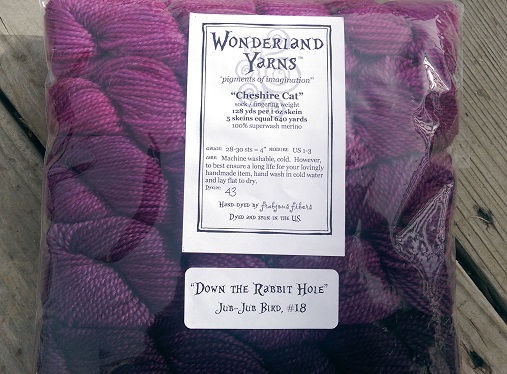 Wonderland
Yarns™
"pigments of imagination"
"Cheshire Cat"
sock / fingering weight
128 yds per 1 oz skein
5 skeins equal 640 yards
100% superwash merino
GAUGE 28-30 sts = 4" NEEDLE US 1-3
CARE Machine washable, cold. However,
to best ensure a long life for your lovingly
handmade item, hand wash in cold water
and lay flat to dry.
Dyelot 43
Hand-dyed by frabjous fibers
Dyed and spun in the US.
"Down the Rabbit Hole"
Jub-Jub Bird, #18